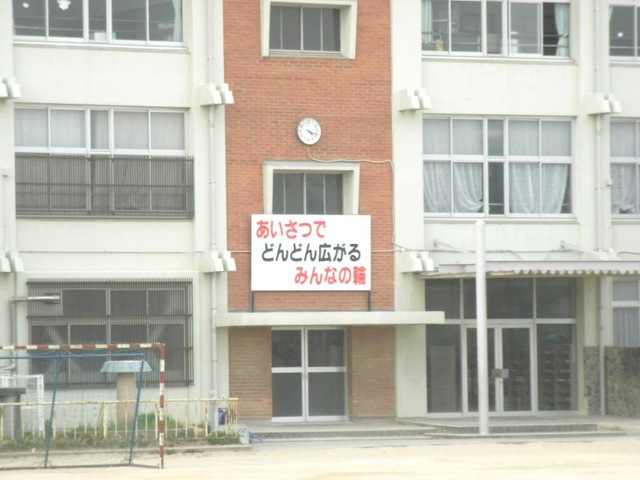 あいさつで
どんどん広がる
みんなの輪